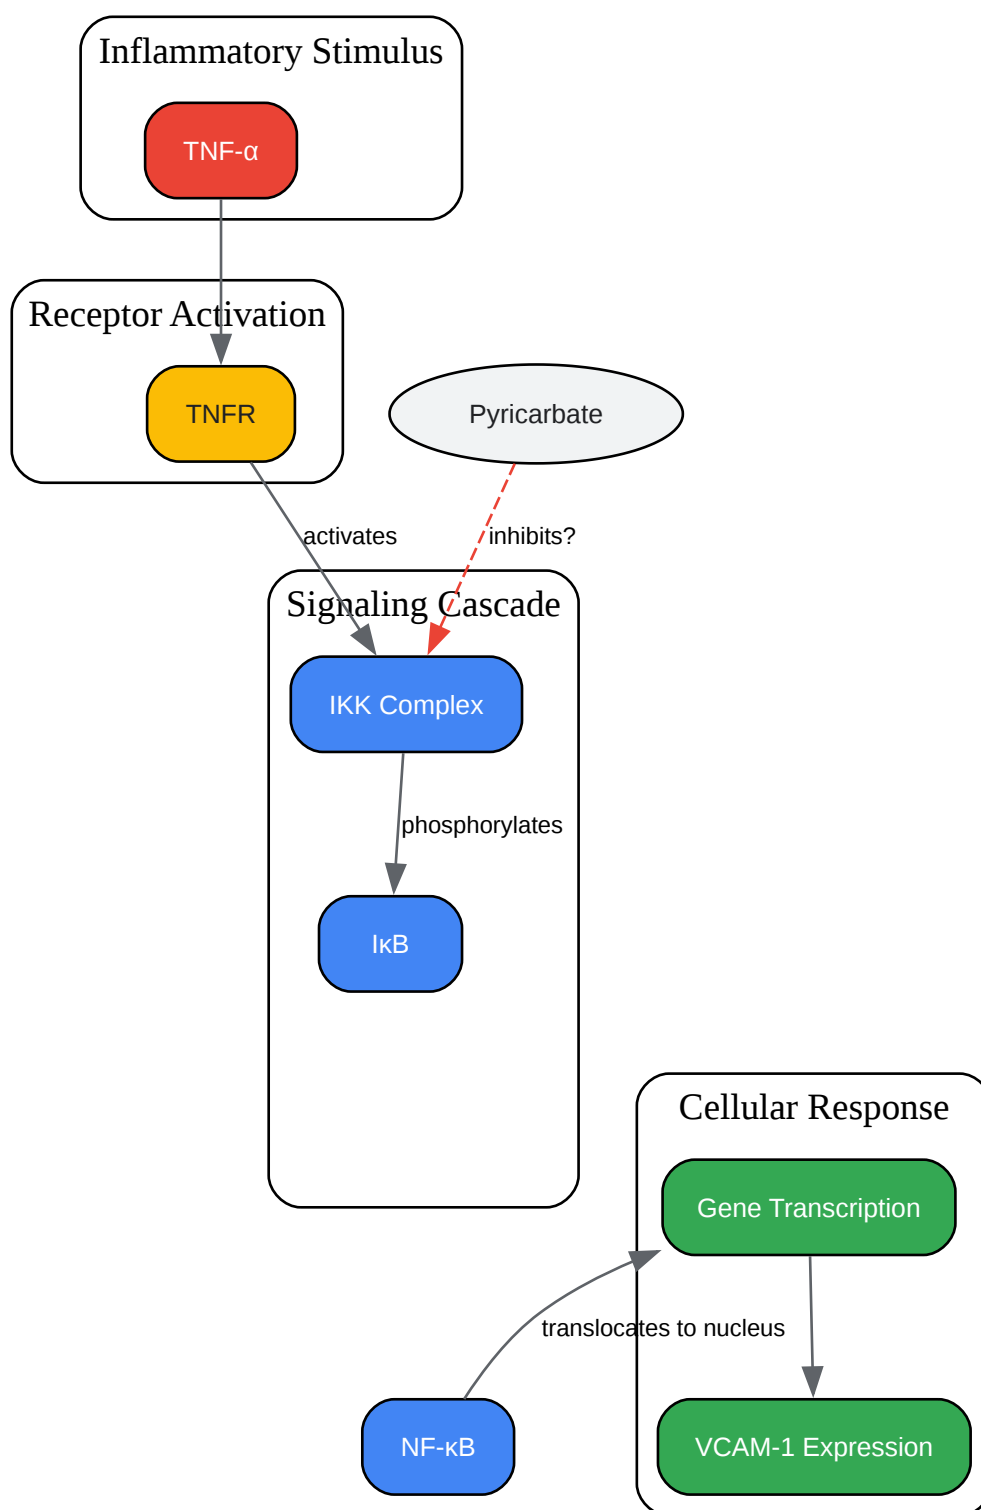 Inflammatory Stimulus
TNF-α
Receptor Activation
TNFR
Pyricarbate
activates
inhibits?
Signaling Cascade
IKK Complex
phosphorylates
IκB
Cellular Response
Gene Transcription
translocates to nucleus
NF-κB
VCAM-1 Expression